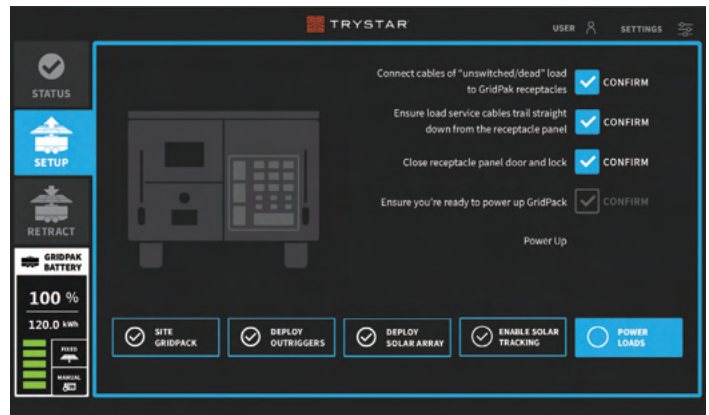 TRYSTAR
USER
SETTINGS
STATUS
SETUP
RETRACT
GRIDPAK
BATTERY
100 %
120.0 kWh
FIXED
MANUAL
Connect cables of "unswitched/dead" load
to GridPak receptacles
CONFIRM
Ensure load service cables trail straight
down from the receptacle panel
CONFIRM
Close receptacle panel door and lock
CONFIRM
Ensure you're ready to power up GridPack
CONFIRM
Power Up
SITE
GRIDPACK
DEPLOY
OUTRIGGERS
DEPLOY
SOLAR ARRAY
ENABLE SOLAR
TRACKING
POWER
LOADS